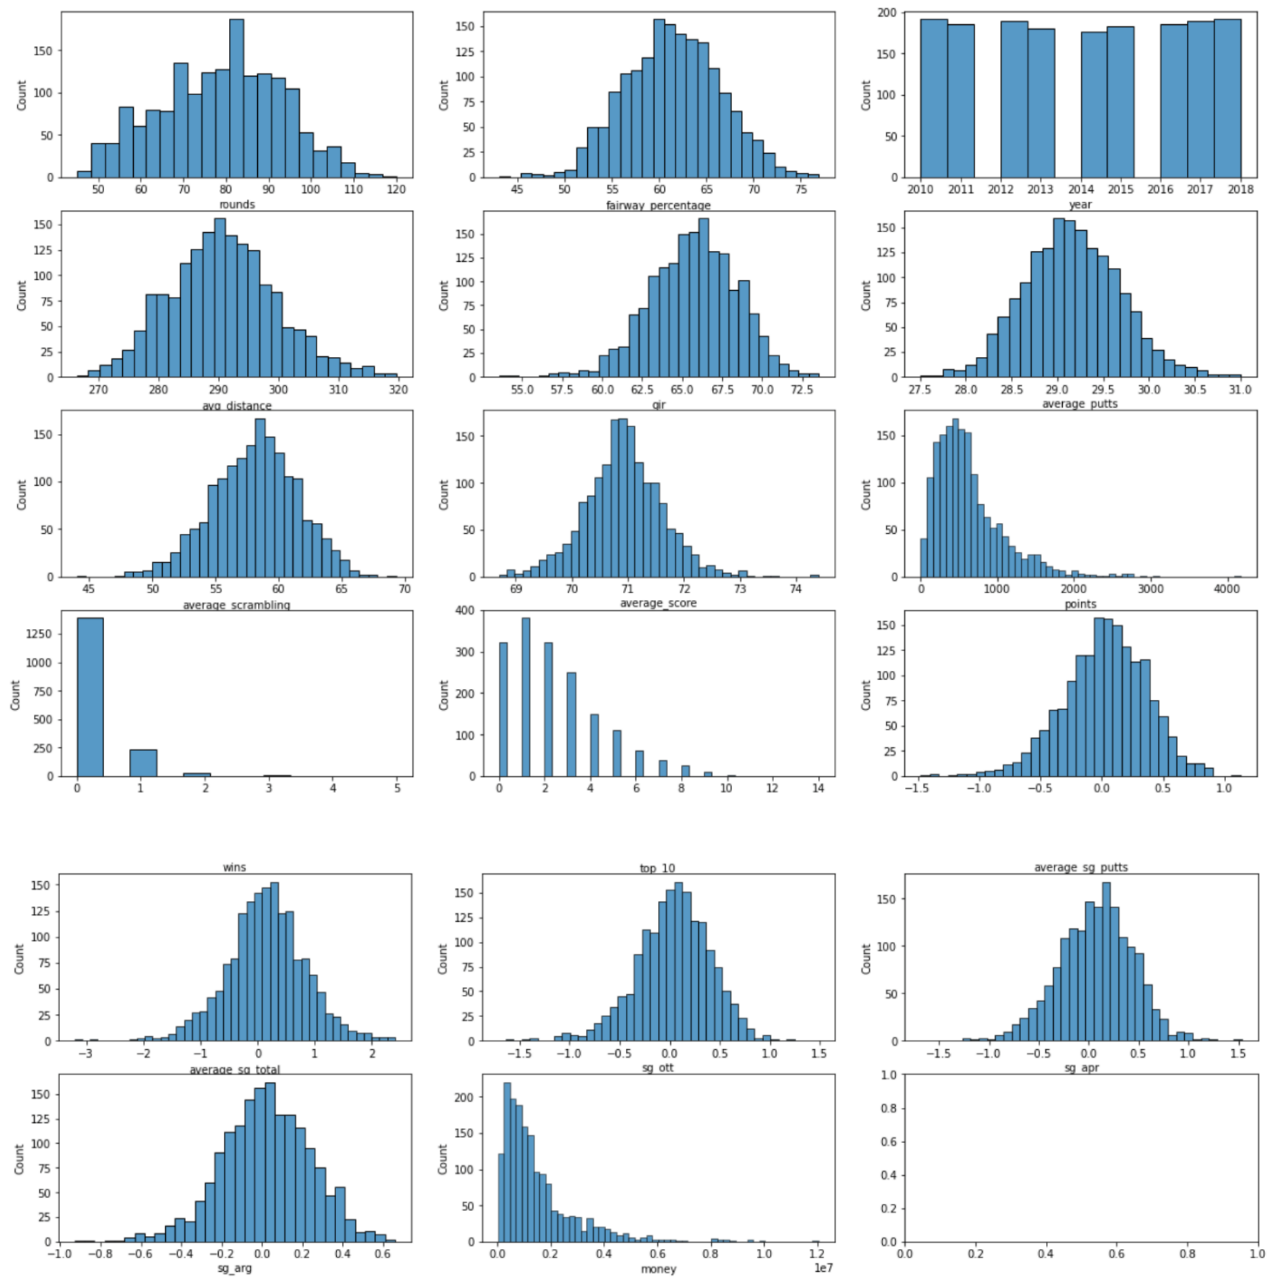 150
100
50
0
Count
50 60 70 80 90 100 110 120
rounds
150
125
100
75
50
25
0
Count
45 50 55 60 65 70 75
fairway_percentage
200
150
100
50
0
Count
2010 2011 2012 2013 2014 2015 2016 2017 2018
year
150
125
100
75
50
25
0
Count
270 280 290 300 310 320
avg_distance
150
125
100
75
50
25
0
Count
55.0 57.5 60.0 62.5 65.0 67.5 70.0 72.5
gir
150
125
100
75
50
25
0
Count
27.5 28.0 28.5 29.0 29.5 30.0 30.5 31.0
average_putts
150
100
50
0
Count
45 50 55 60 65 70
average_scrambling
150
100
50
0
Count
69 70 71 72 73 74
average_score
150
100
50
0
Count
0 1000 2000 3000 4000
points
1250
1000
750
500
250
0
Count
0 1 2 3 4 5
wins
400
300
200
100
0
Count
0 2 4 6 8 10 12 14
top_10
150
125
100
75
50
25
0
Count
−1.5 −1.0 −0.5 0.0 0.5 1.0
average_sg_putts
150
125
100
75
50
25
0
Count
−3 −2 −1 0 1 2
average_sg_total
150
125
100
75
50
25
0
Count
−1.5 −1.0 −0.5 0.0 0.5 1.0 1.5
sg_ott
150
100
50
0
Count
−1.5 −1.0 −0.5 0.0 0.5 1.0 1.5
sg_apr
150
125
100
75
50
25
0
Count
−1.0 −0.8 −0.6 −0.4 −0.2 0.0 0.2 0.4 0.6
sg_arg
200
150
100
50
0
Count
0.0 0.2 0.4 0.6 0.8 1.0 1.2
1e7
money
1.0
0.8
0.6
0.4
0.2
0.0
0.0 0.2 0.4 0.6 0.8 1.0